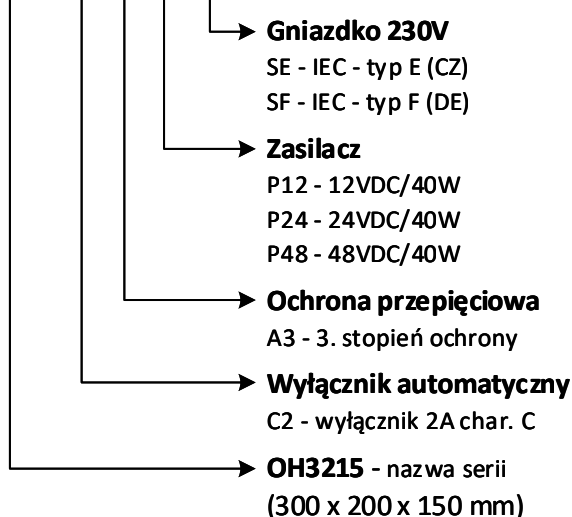 Gniazdko 230V
SE - IEC - typ E (CZ)
SF - IEC - typ F (DE)
Zasilacz
P12 - 12VDC/40W
P24 - 24VDC/40W
P48 - 48VDC/40W
Ochrona przepięciowa
A3 - 3. stopień ochrony
Wyłącznik automatyczny
C2 - wyłącznik 2A char. C
OH3215 - nazwa serii
(300 x 200 x 150 mm)